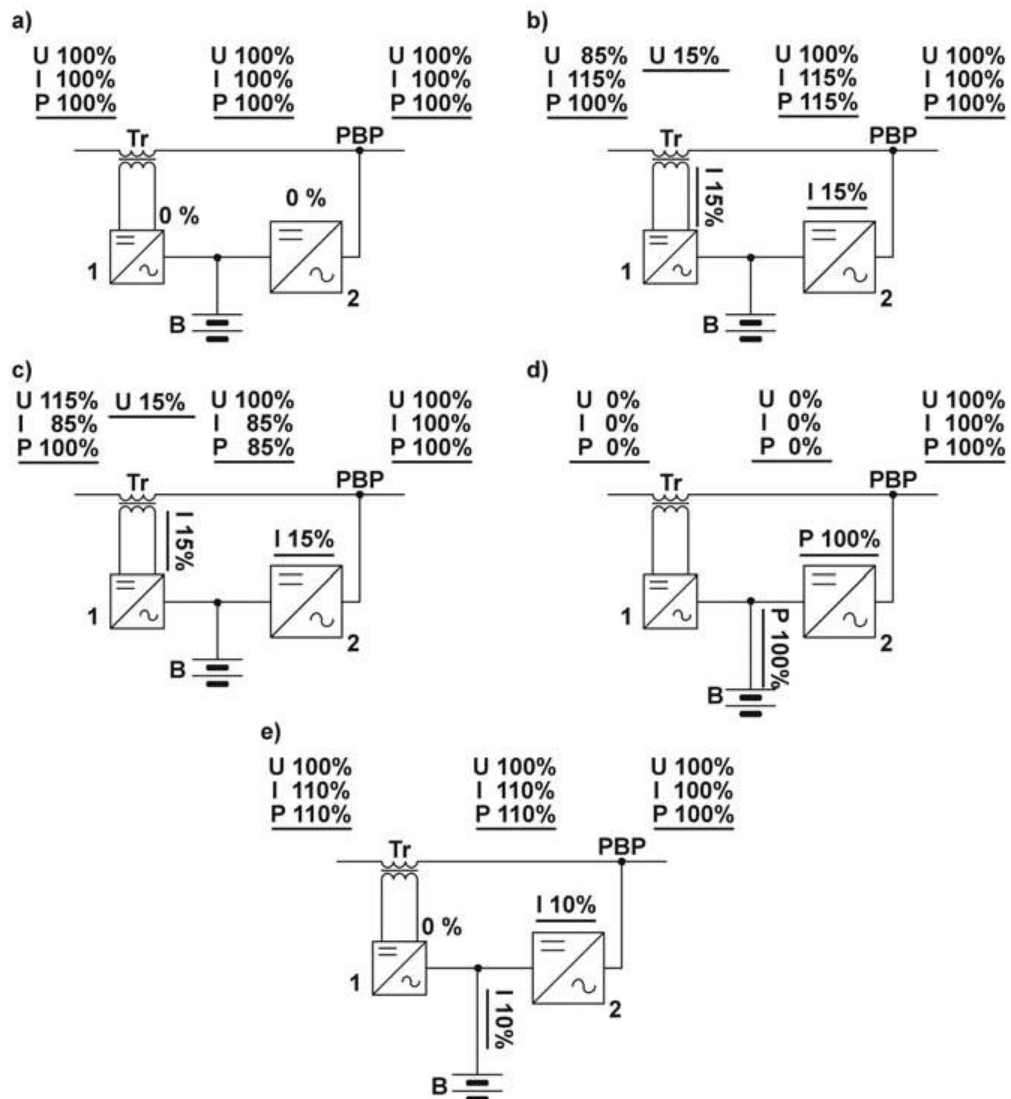 a)
U 100%
I 100%
P 100%
U 100%
I 100%
P 100%
U 100%
I 100%
P 100%
Tr
PBP
0 %
0 %
1
2
B
b)
U 85%
I 115%
P 100%
U 15%
U 100%
I 115%
P 115%
U 100%
I 100%
P 100%
Tr
PBP
I 15%
I 15%
1
2
B
c)
U 115%
I 85%
P 100%
U 15%
U 100%
I 85%
P 85%
U 100%
I 100%
P 100%
Tr
PBP
I 15%
I 15%
1
2
B
d)
U 0%
I 0%
P 0%
U 0%
I 0%
P 0%
U 100%
I 100%
P 100%
Tr
PBP
P 100%
1
2
P 100%
B
e)
U 100%
I 110%
P 110%
U 100%
I 110%
P 110%
U 100%
I 100%
P 100%
Tr
PBP
0 %
I 10%
1
2
I 10%
B